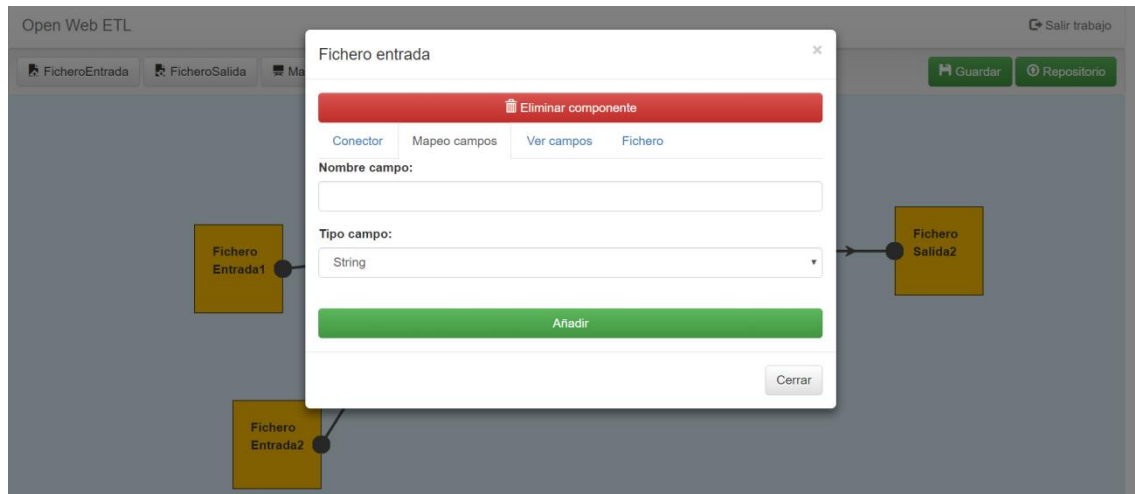 Open Web ETL
Salir trabajo
Fichero entrada
×
FicheroEntrada
FicheroSalida
Ma
Guardar
Repositorio
Eliminar componente
Conector
Mapeo campos
Ver campos
Fichero
Nombre campo:
Tipo campo:
String
Añadir
Cerrar
Fichero
Entrada1
Fichero
Salida2
Fichero
Entrada2